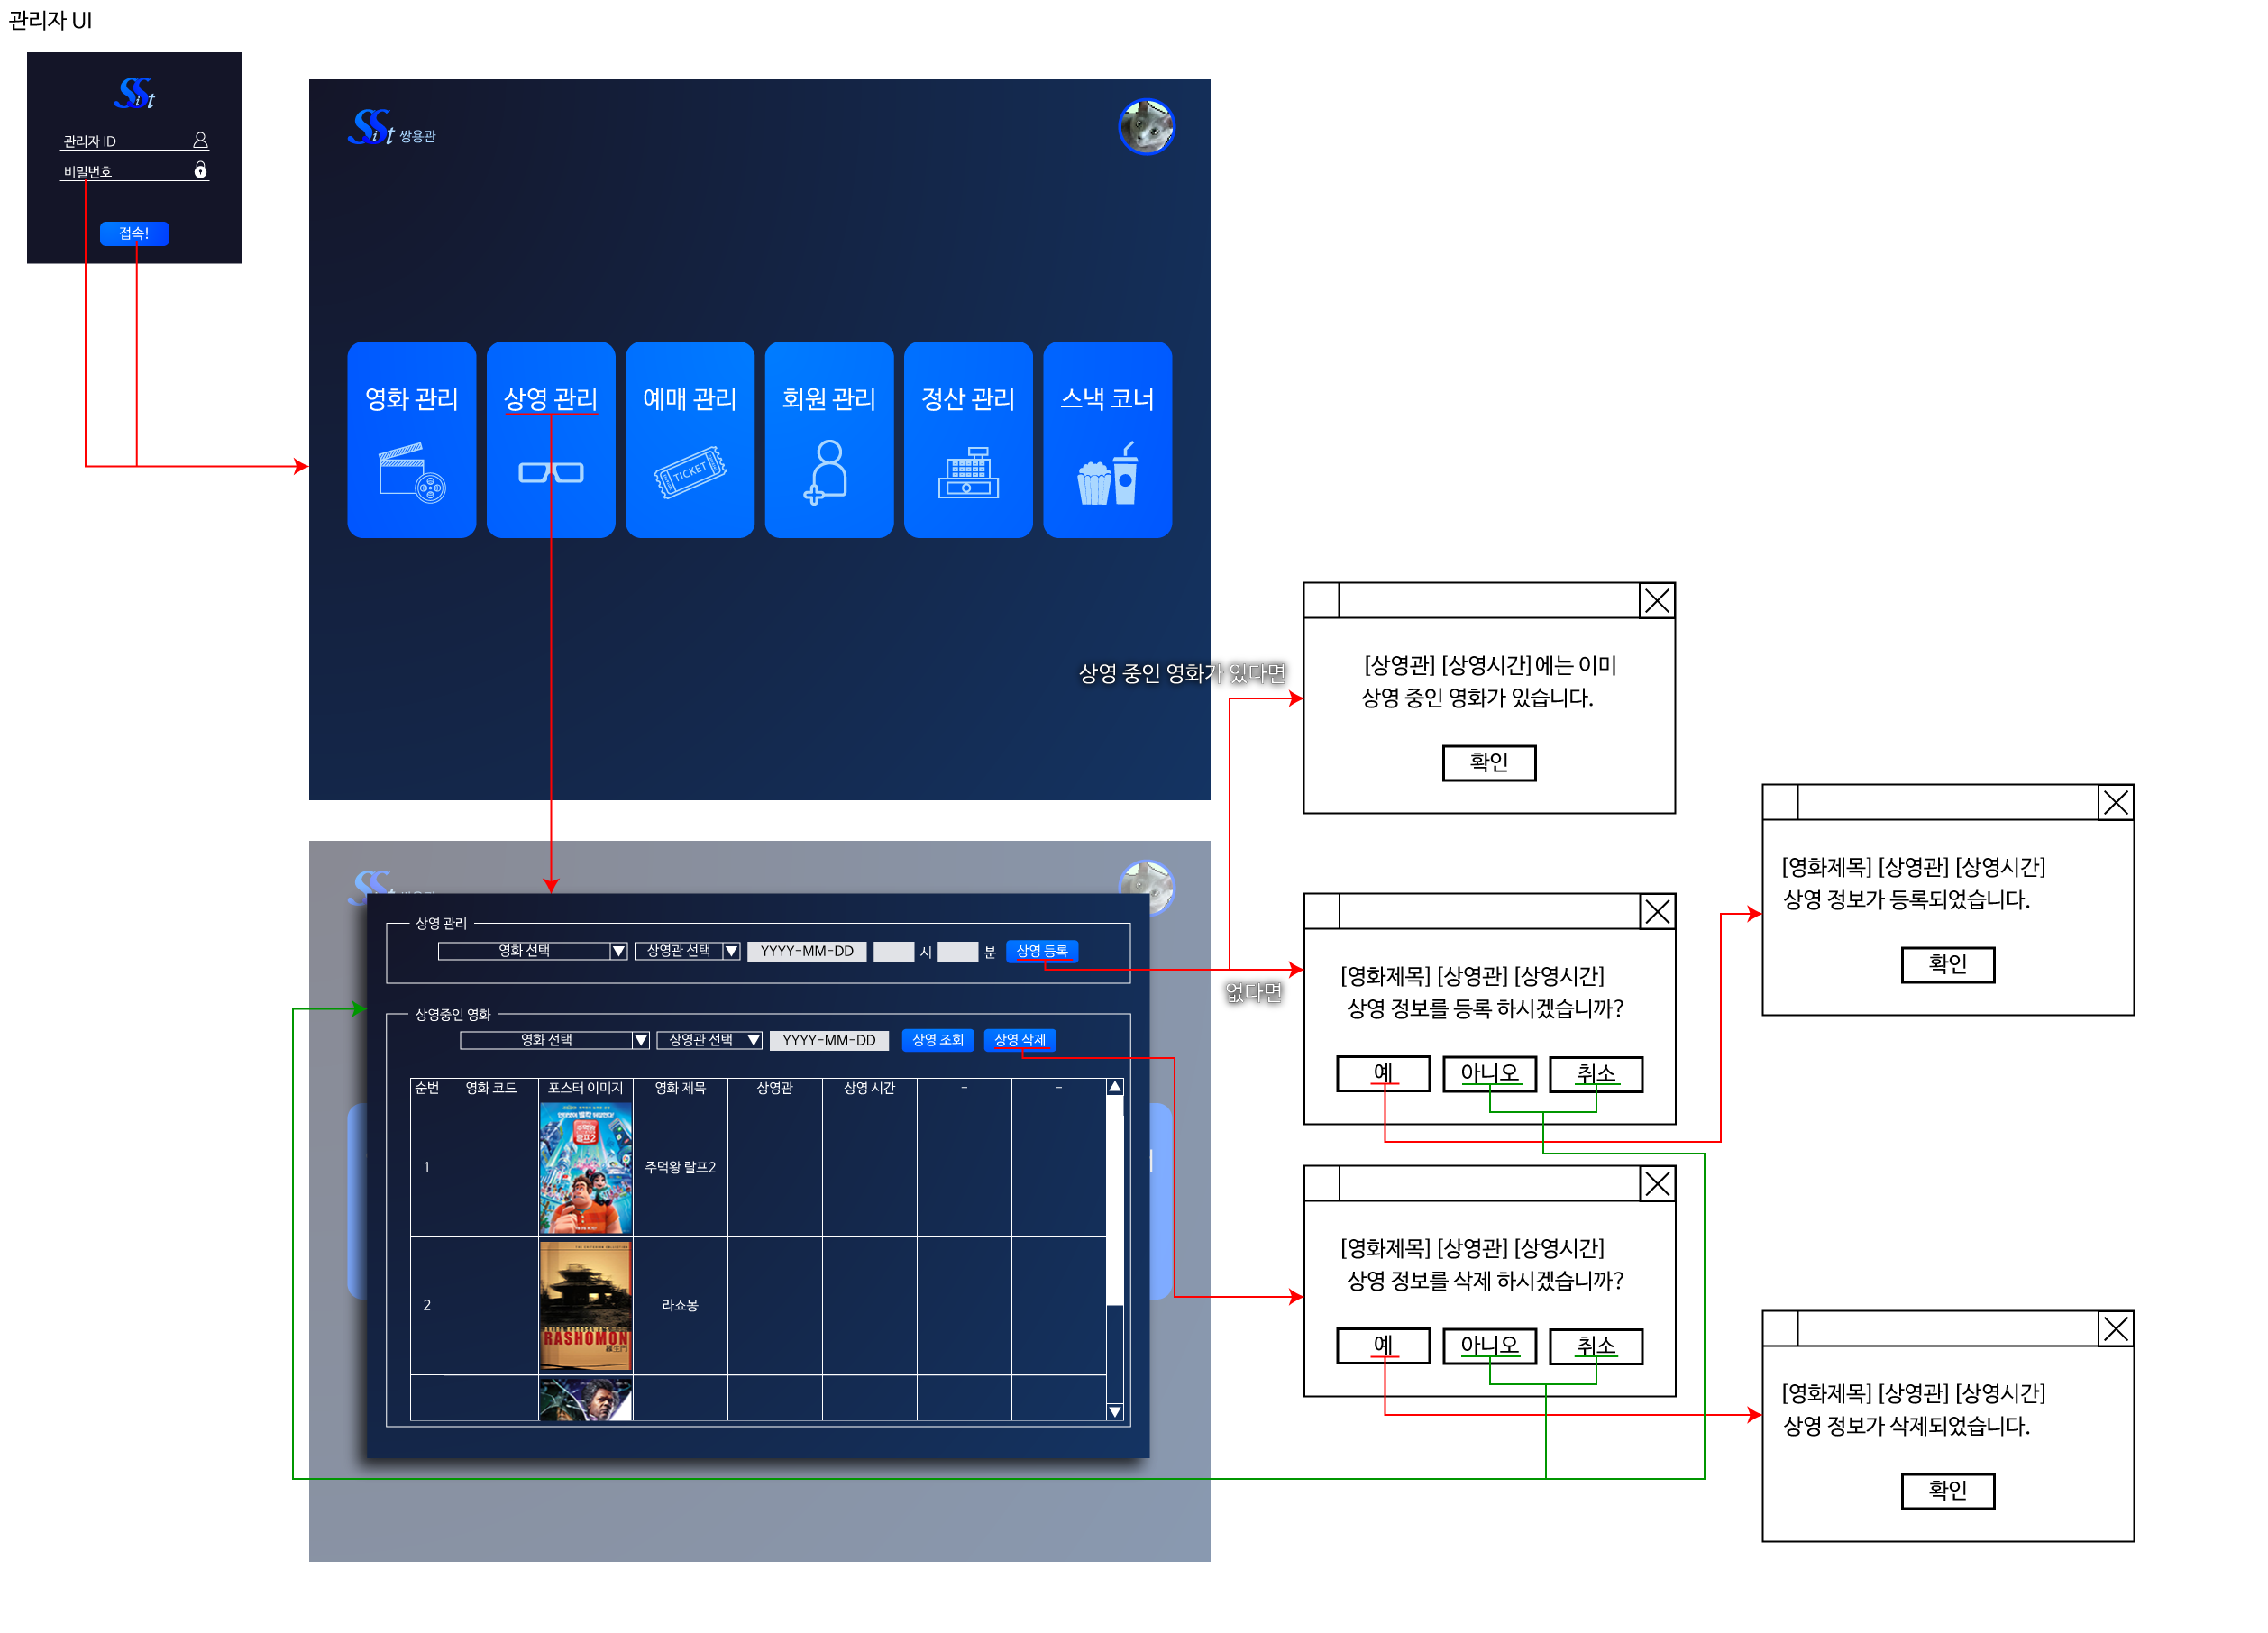 관리자 UI
SSist
관리자 ID
비밀번호
접속!
SSist 쌍용관
영화 관리
상영 관리
예매 관리
회원 관리
정산 관리
스낵 코너
TICKET
상영 중인 영화가 있다면
[상영관] [상영시간]에는 이미
상영 중인 영화가 있습니다.
확인
없다면
[영화제목] [상영관] [상영시간]
상영 정보를 등록 하시겠습니까?
예
아니오
취소
[영화제목] [상영관] [상영시간]
상영 정보가 등록되었습니다.
확인
상영 관리
영화 선택
상영관 선택
YYYY-MM-DD
시
분
상영 등록
상영중인 영화
영화 선택
상영관 선택
YYYY-MM-DD
상영 조회
상영 삭제
순번 영화 코드 포스터 이미지 영화 제목 상영관 상영 시간 - -
1
주먹왕 랄프2
2
RASHOMON
라쇼몽
[영화제목] [상영관] [상영시간]
상영 정보를 삭제 하시겠습니까?
예
아니오
취소
[영화제목] [상영관] [상영시간]
상영 정보가 삭제되었습니다.
확인